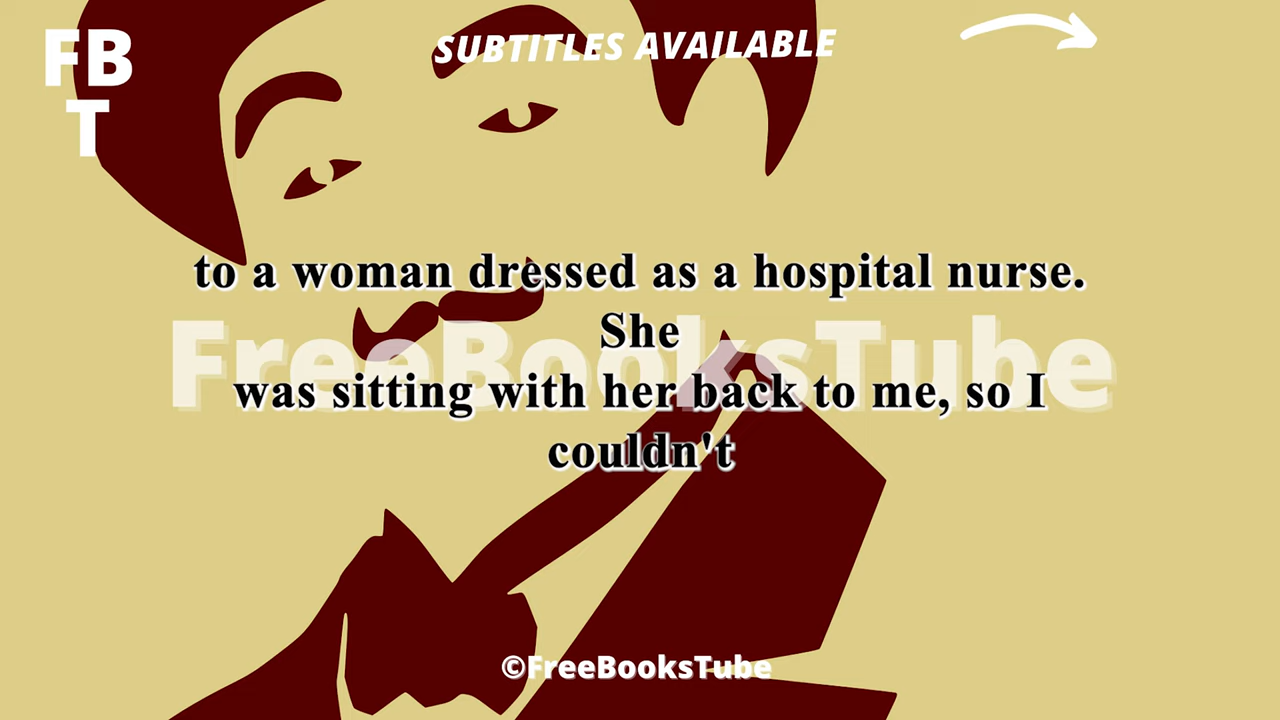 FB
T
SUBTITLES AVAILABLE
to a woman dressed as a hospital nurse.
She
FreeBooksTube
was sitting with her back to me, so I
couldn't
©FreeBooksTube